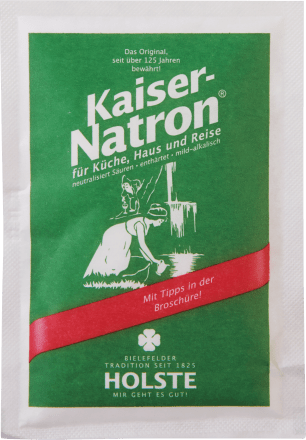 Das Original,
seit über 125 Jahren
bewährt!
Kaiser-
Natron®
für Küche, Haus und Reise
neutralisiert Säuren • enthärtet • mild-alkalisch
Mit Tipps in der
Broschüre!
BIELEFELDER
TRADITION SEIT 1825
HOLSTE
MIR GEHT ES GUT!